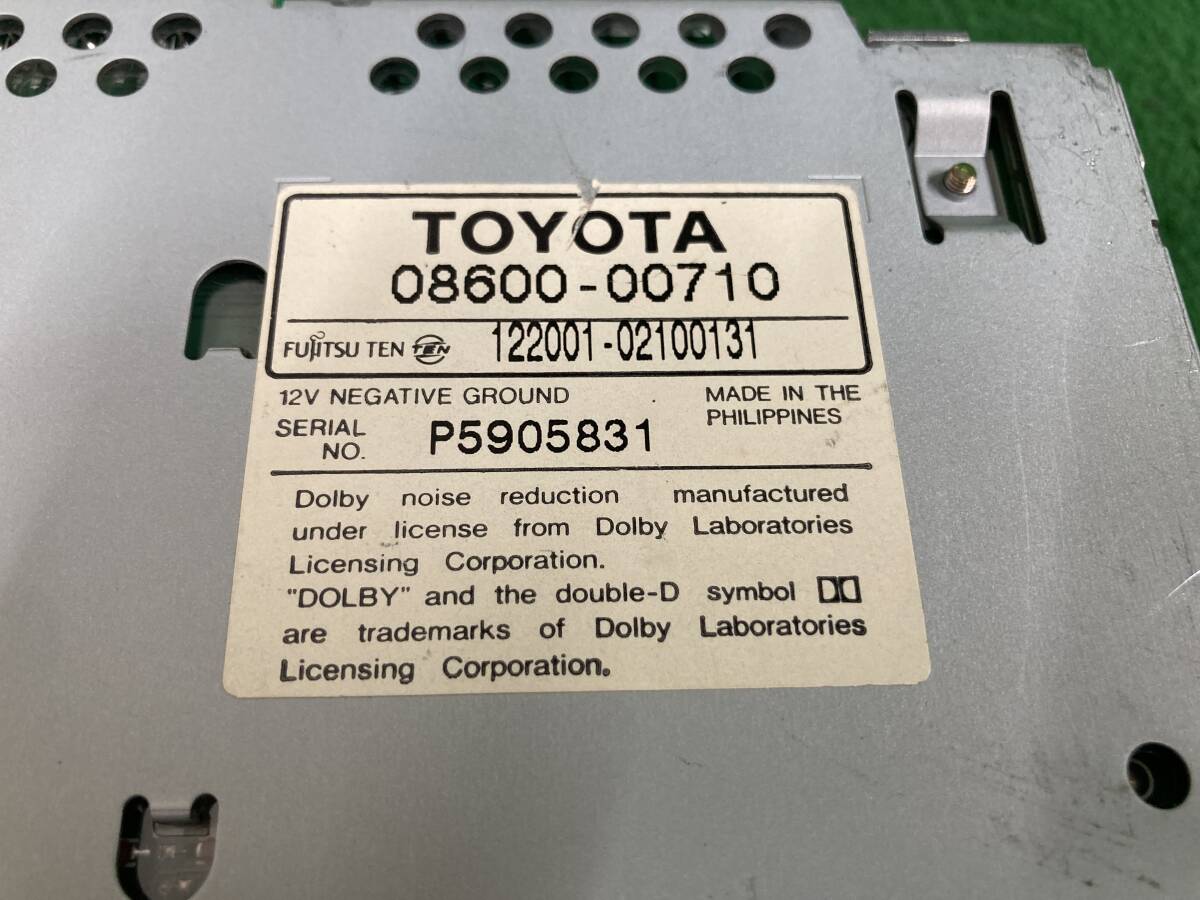 TOYOTA
08600-00710
FUJITSU TEN TEN 122001-02100131
12V NEGATIVE GROUND MADE IN THE
PHILIPPINES
SERIAL
NO. P5905831
Dolby noise reduction manufactured
under license from Dolby Laboratories
Licensing Corporation.
"DOLBY" and the double-D symbol
are trademarks of Dolby Laboratories
Licensing Corporation.